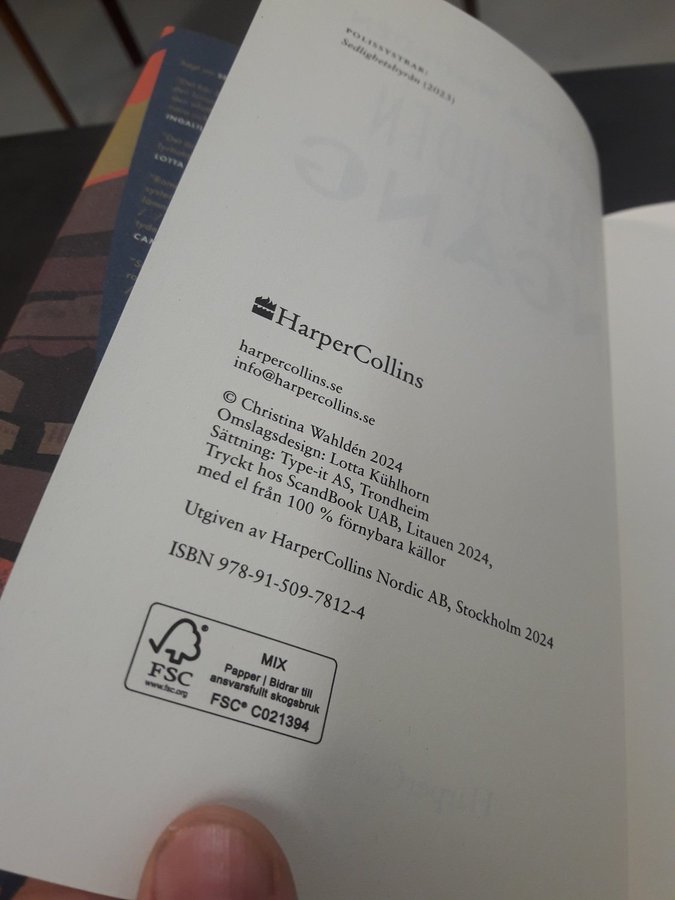 POLISSYSTRAR:
Sedlighetsbyrån (2023)
HarperCollins
harpercollins.se
info@harpercollins.se
© Christina Wahldén 2024
Omslagsdesign: Lotta Kühlhorn
Sättning: Type-it AS, Trondheim
Tryckt hos ScandBook UAB, Litauen 2024,
med el från 100 % förnybara källor
Utgiven av HarperCollins Nordic AB, Stockholm 2024
ISBN 978-91-509-7812-4
FSC®
www.fsc.org
MIX
Papper | Bidrar till
ansvarsfullt skogsbruk
FSC® C021394
LOTTA